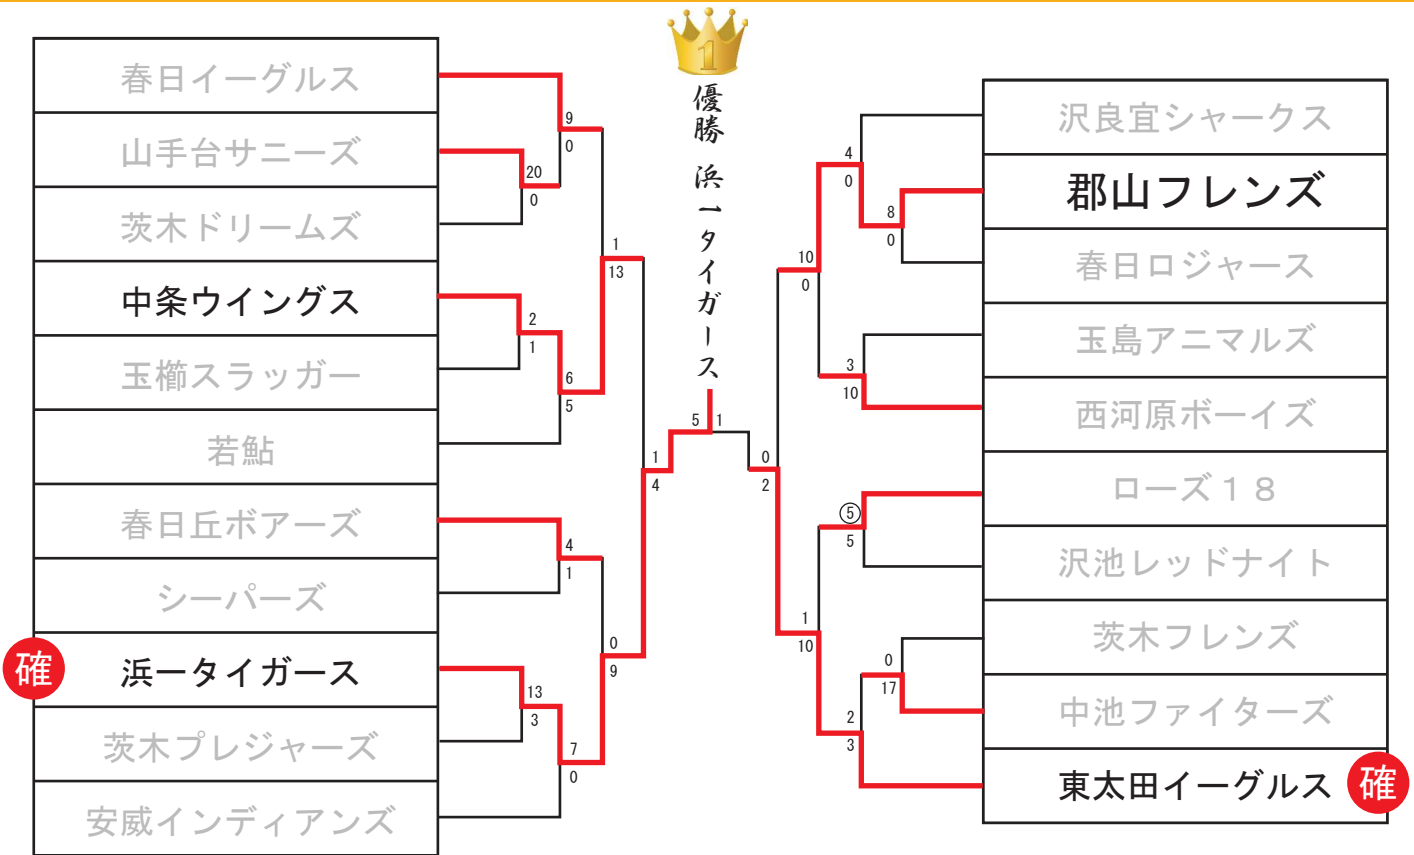 1
優勝 浜一タイガース
春日イーグルス
山手台サニーズ
茨木ドリームズ
中条ウイングス
玉櫛スラッガー
若鮎
春日丘ボアーズ
シーパーズ
確
浜一タイガース
茨木プレジャーズ
安威インディアンズ
9
0
20
0
1
13
2
1
6
5
1
4
4
1
0
9
13
3
7
0
5 1
4
0
8
0
10
0
3
10
0
2
⑤
5
1
10
0
17
2
3
沢良宜シャークス
郡山フレンズ
春日ロジャース
玉島アニマルズ
西河原ボーイズ
ローズ18
沢池レッドナイト
茨木フレンズ
中池ファイターズ
東太田イーグルス
確